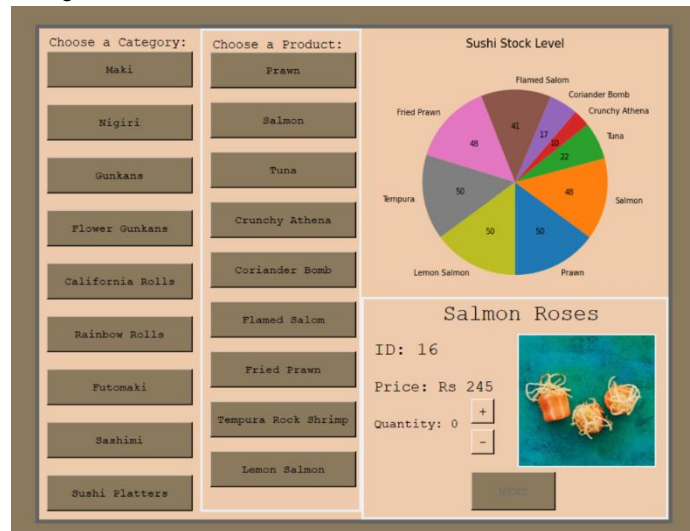 Choose a Category:
Maki
Nigiri
Gunkans
Flower Gunkans
California Rolls
Rainbow Rolls
Futomaki
Sashimi
Sushi Platters
Choose a Product:
Prawn
Salmon
Tuna
Crunchy Athena
Coriander Bomb
Flamed Salom
Fried Prawn
Tempura Rock Shrimp
Lemon Salmon
Sushi Stock Level
Flamed Salom
Coriander Bomb
Crunchy Athena
Tuna
Salmon
Prawn
Lemon Salmon
Tempura
Fried Prawn
41
17
10
22
48
50
50
50
48
Salmon Roses
ID: 16
Price: Rs 245
Quantity: 0
+
-
NEXT